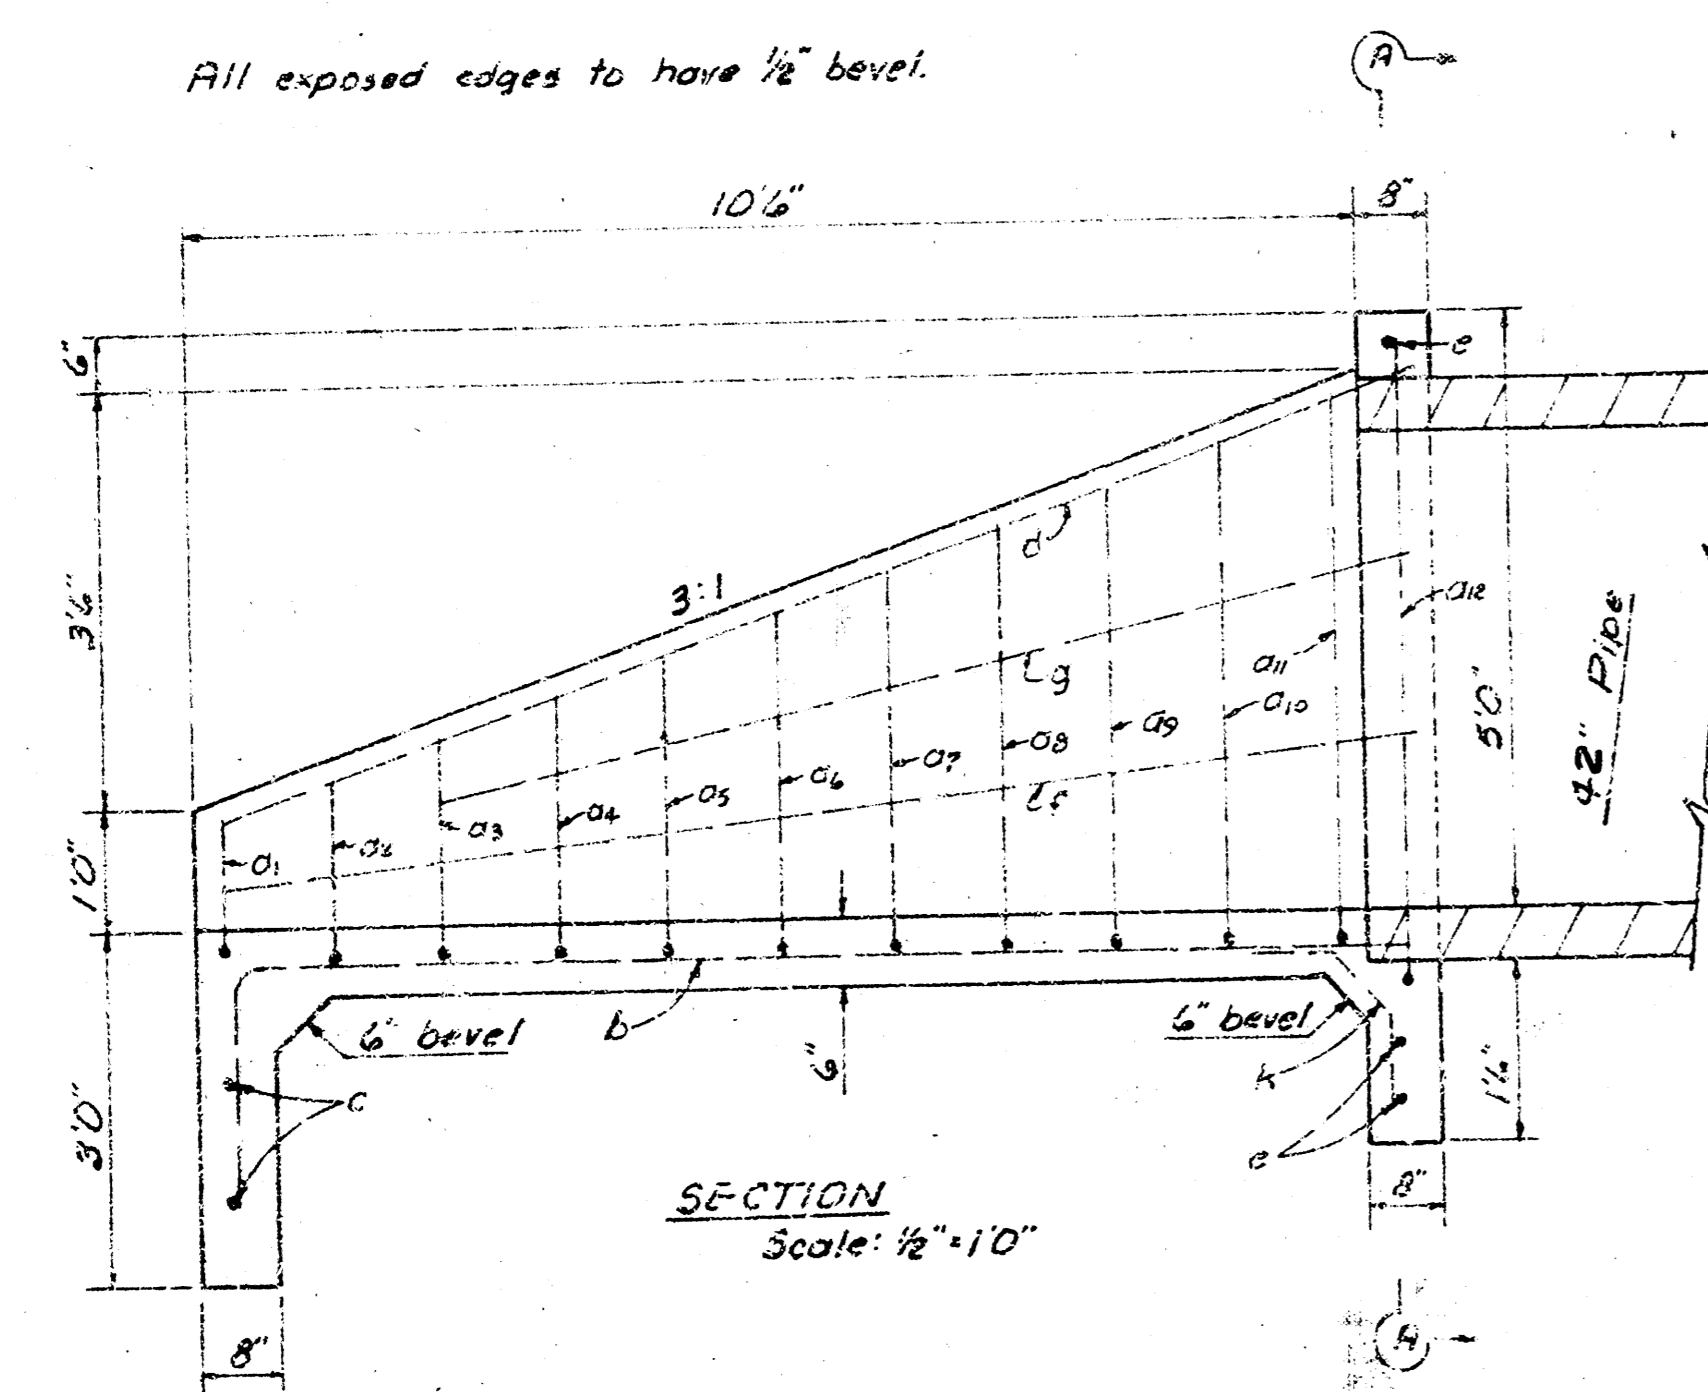 All exposed edges to have 1/2" bevel.
A
10'6"
8"
6"
e
3'6"
3:1
d
g
a11
a12
a10
5'0"
42" Pipe
1'0"
a1
a2
a3
a4
a5
a6
a7
a8
a9
f
6" bevel
b
6"
6" bevel
k
1'6"
3'0"
c
e
SECTION
Scale: 1/2" = 1'0"
8"
8"
A